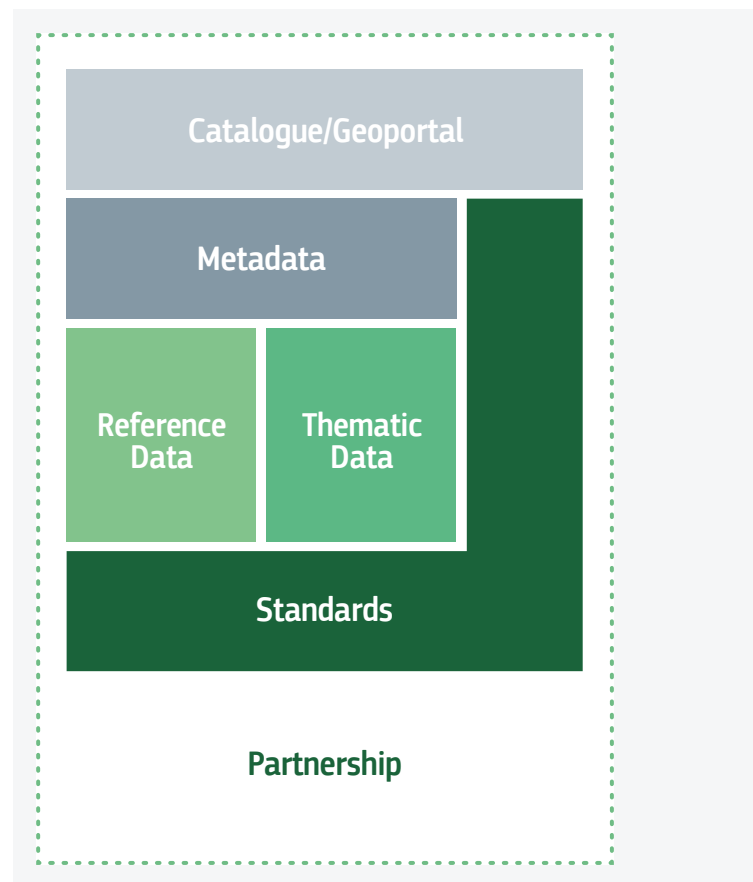 Catalogue/Geoportal
Metadata
Reference
Data
Thematic
Data
Standards
Partnership